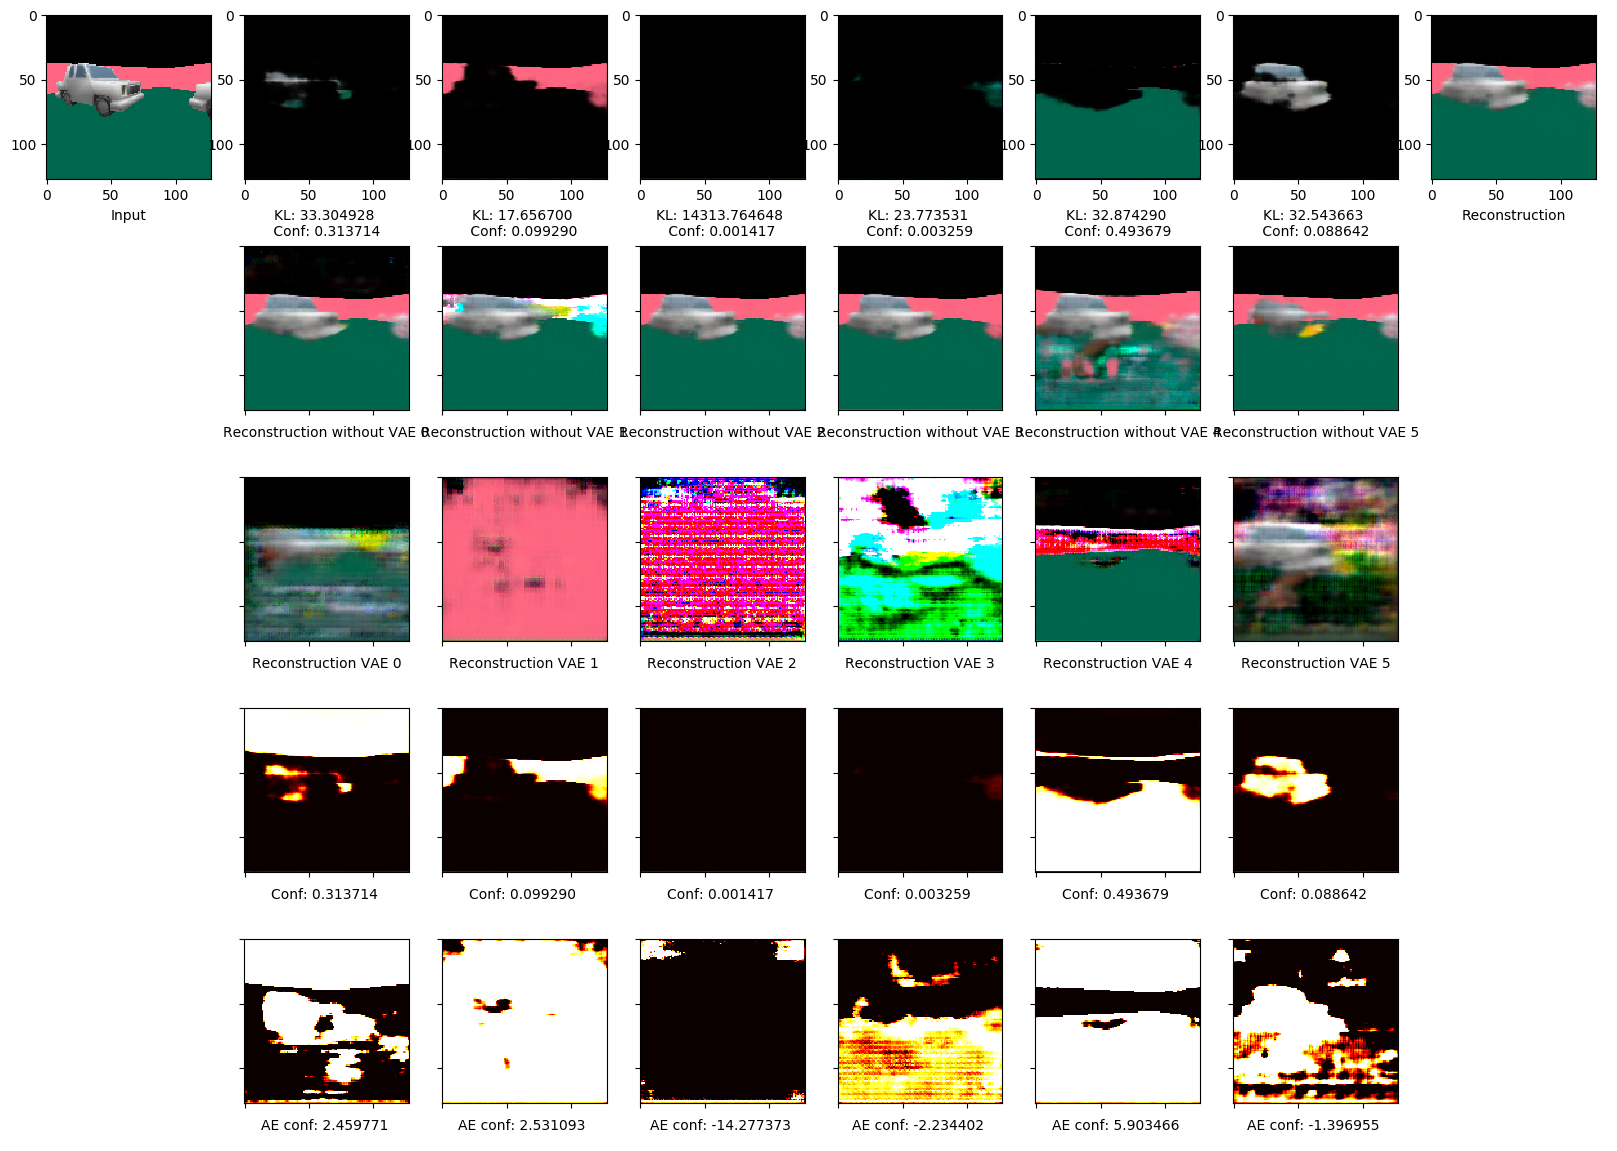 0
0
0
0
0
0
0
0
50
50
50
50
50
50
50
50
100
100
100
100
100
100
100
100
0 50 100
0 50 100
0 50 100
0 50 100
0 50 100
0 50 100
0 50 100
0 50 100
Input
KL: 33.304928
Conf: 0.313714
KL: 17.656700
Conf: 0.099290
KL: 14313.764648
Conf: 0.001417
KL: 23.773531
Conf: 0.003259
KL: 32.874290
Conf: 0.493679
KL: 32.543663
Conf: 0.088642
Reconstruction
Reconstruction without VAE 0
Reconstruction without VAE 1
Reconstruction without VAE 2
Reconstruction without VAE 3
Reconstruction without VAE 4
Reconstruction without VAE 5
Reconstruction VAE 0
Reconstruction VAE 1
Reconstruction VAE 2
Reconstruction VAE 3
Reconstruction VAE 4
Reconstruction VAE 5
Conf: 0.313714
Conf: 0.099290
Conf: 0.001417
Conf: 0.003259
Conf: 0.493679
Conf: 0.088642
AE conf: 2.459771
AE conf: 2.531093
AE conf: -14.277373
AE conf: -2.234402
AE conf: 5.903466
AE conf: -1.396955